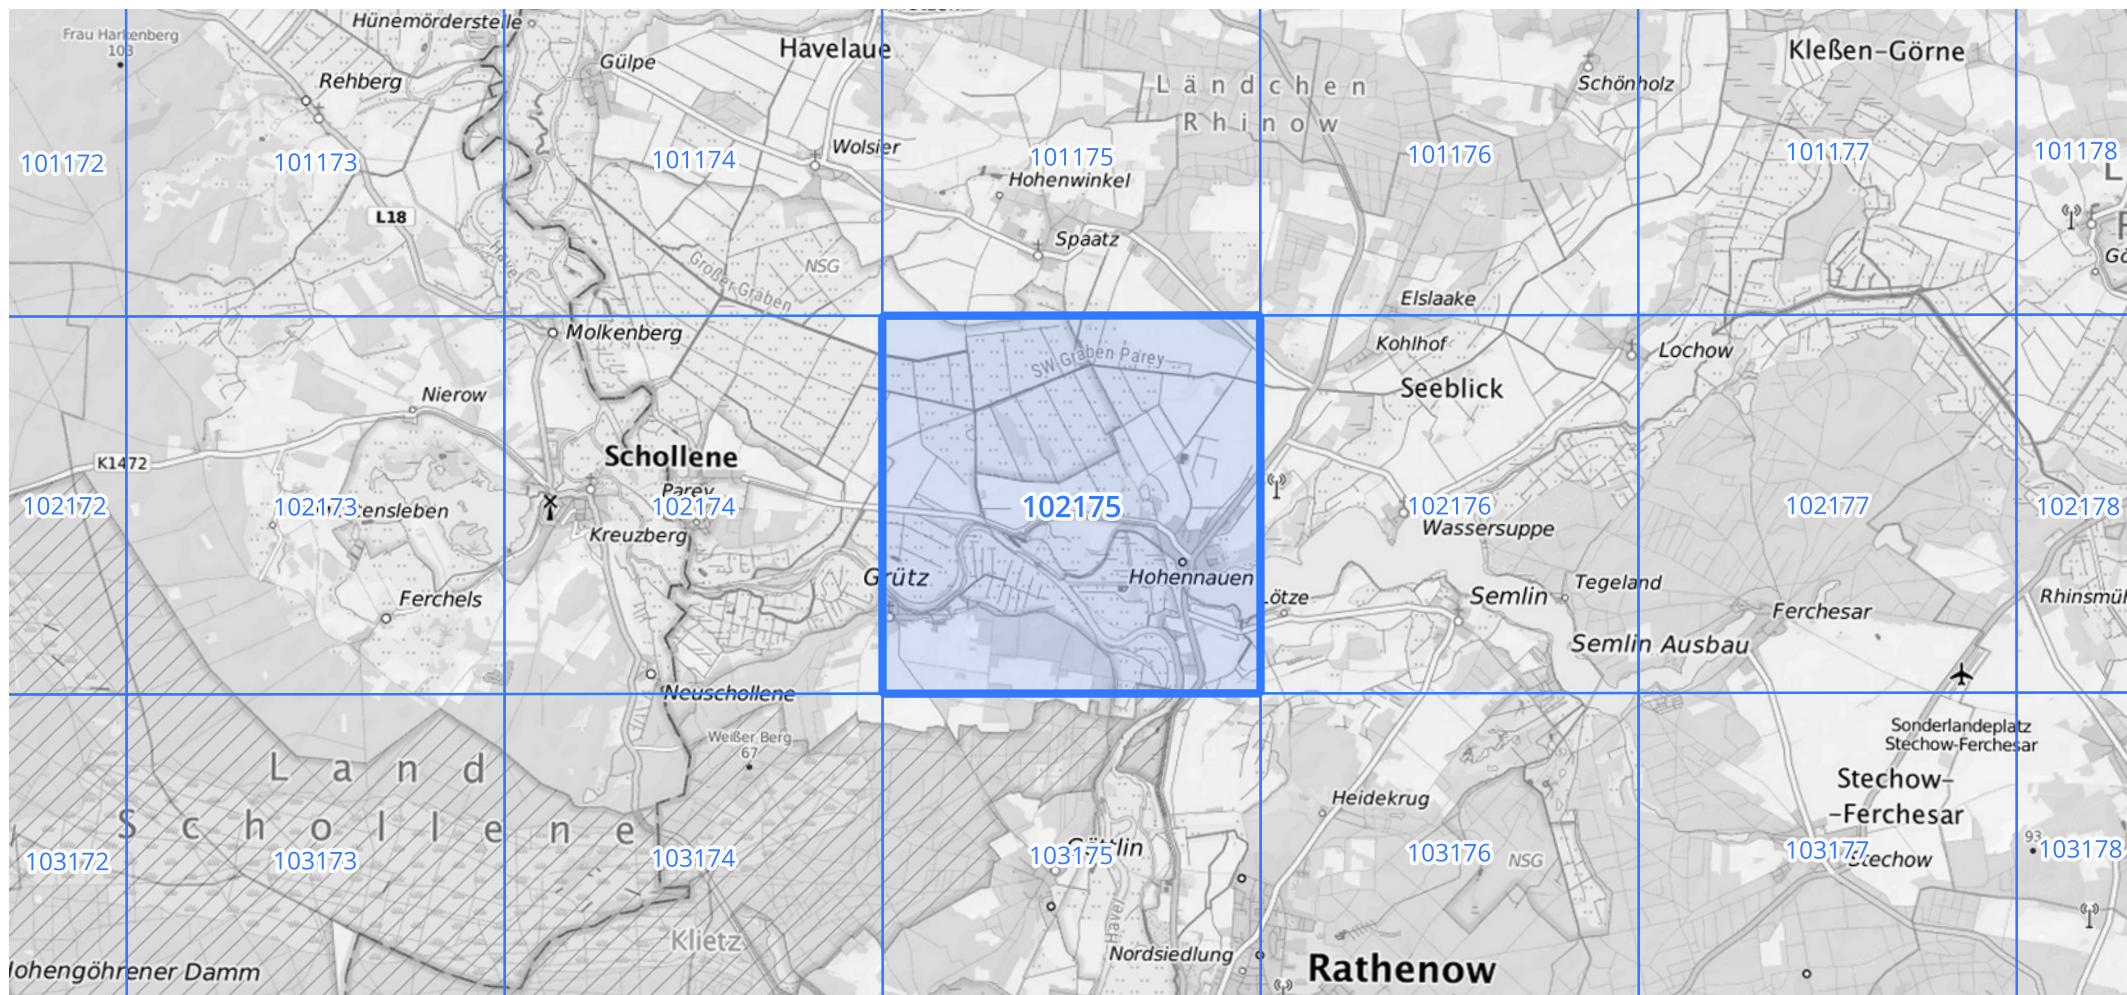 Hünemörderstelle
Frau Harkenberg
103
Havelaue
Kleßen-Görne
Gülpe
Rehberg
Ländchen
Rhinow
Schönholz
Wolsier
101172
101173
101174
101175
101176
101177
101178
Hohenwinkel
L18
Spaatz
Havel
NSG
Großer Graben
Elslaake
Molkenberg
Kohlhof
Lochow
SW-Graben Parey
Seeblick
Nierow
Schollene
K1472
Parey
102172
102173
102174
102175
102176
102177
102178
Wassersuppe
Kreuzberg
Grütz
Hohennauen
Tegeland
Ferchels
Lötze
Semlin
Ferchesar
Semlin Ausbau
Neuschollene
Weißer Berg
67
Sonderlandeplatz
Stechow-Ferchesar
Land
Schollene
Stechow-
-Ferchesar
Heidekrug
Göttlin
93
103172
103173
103174
103175
103176
NSG
103177
Stechow
103178
Havel
Klietz
Nordsiedlung
Rathenow
Hohengöhrener Damm